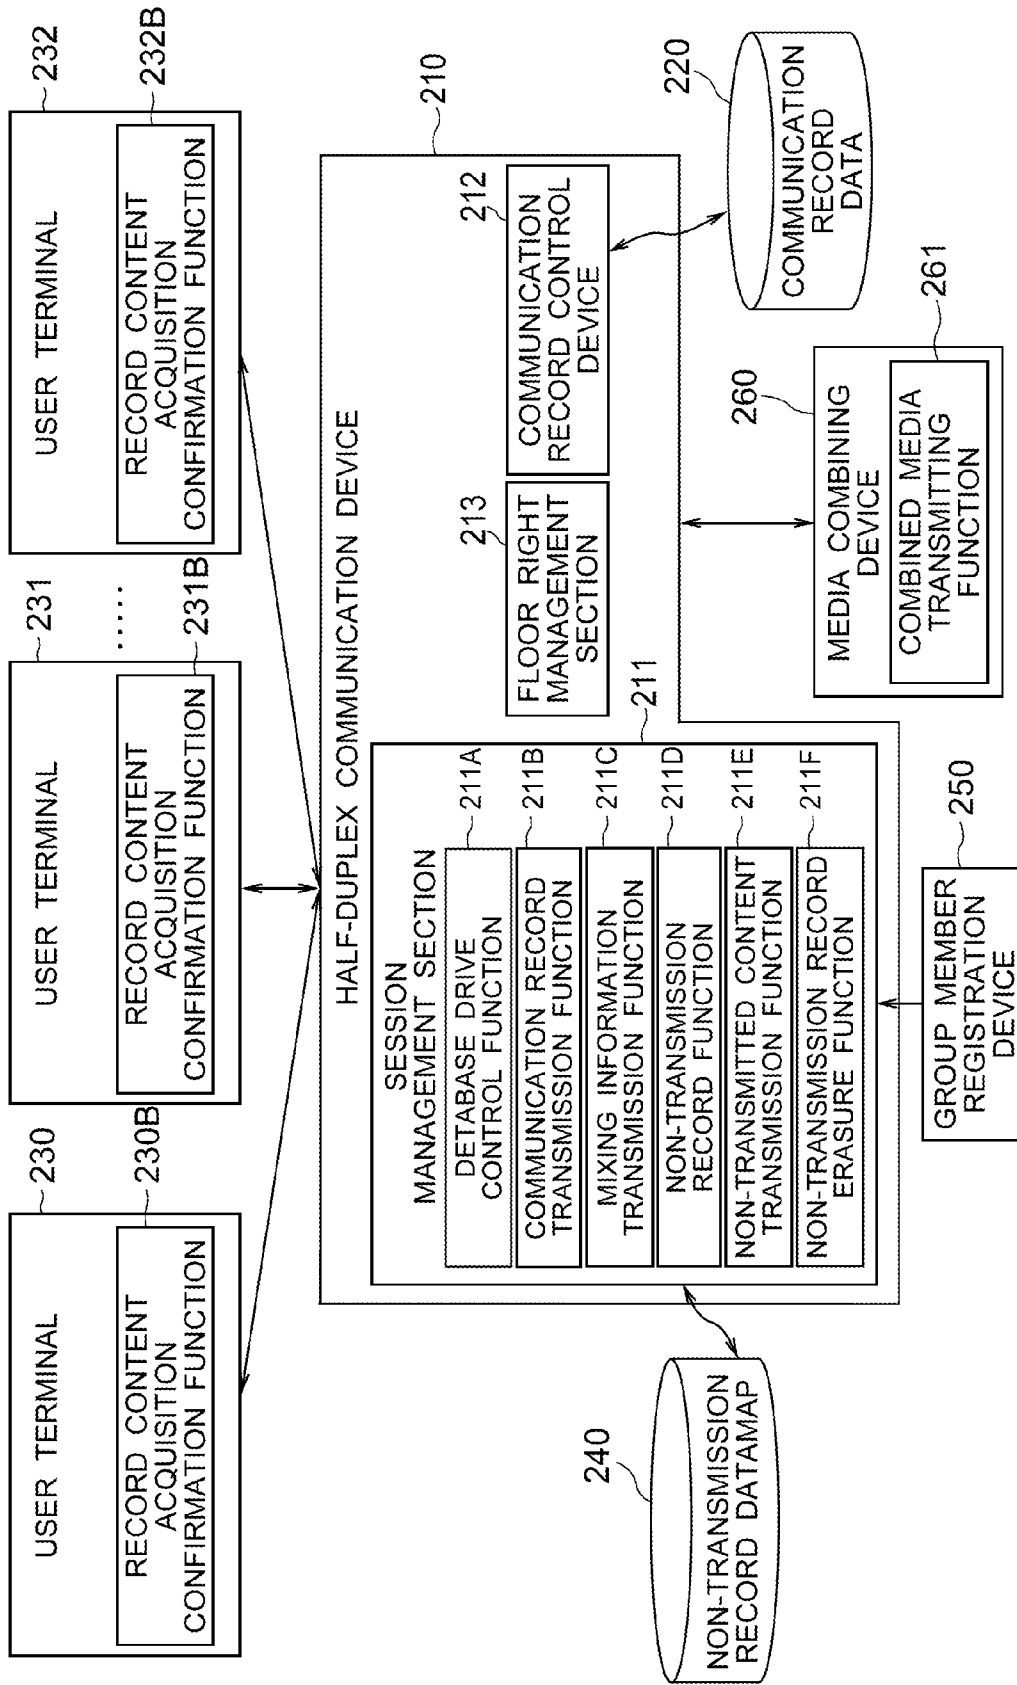 230
USER TERMINAL
230B
RECORD CONTENT
ACQUISITION
CONFIRMATION FUNCTION
231
USER TERMINAL
231B
RECORD CONTENT
ACQUISITION
CONFIRMATION FUNCTION
.....
232
USER TERMINAL
232B
RECORD CONTENT
ACQUISITION
CONFIRMATION FUNCTION
210
HALF-DUPLEX COMMUNICATION DEVICE
SESSION
MANAGEMENT SECTION
211
DETABASE DRIVE
CONTROL FUNCTION
211A
COMMUNICATION RECORD
TRANSMISSION FUNCTION
211B
MIXING INFORMATION
TRANSMISSION FUNCTION
211C
NON-TRANSMISSION
RECORD FUNCTION
211D
NON-TRANSMITTED CONTENT
TRANSMISSION FUNCTION
211E
NON-TRANSMISSION RECORD
ERASURE FUNCTION
211F
213
FLOOR RIGHT
MANAGEMENT
SECTION
212
COMMUNICATION
RECORD CONTROL
DEVICE
240
NON-TRANSMISSION
RECORD DATAMAP
250
GROUP MEMBER
REGISTRATION
DEVICE
260
MEDIA COMBINING
DEVICE
261
COMBINED MEDIA
TRANSMITTING
FUNCTION
220
COMMUNICATION
RECORD
DATA